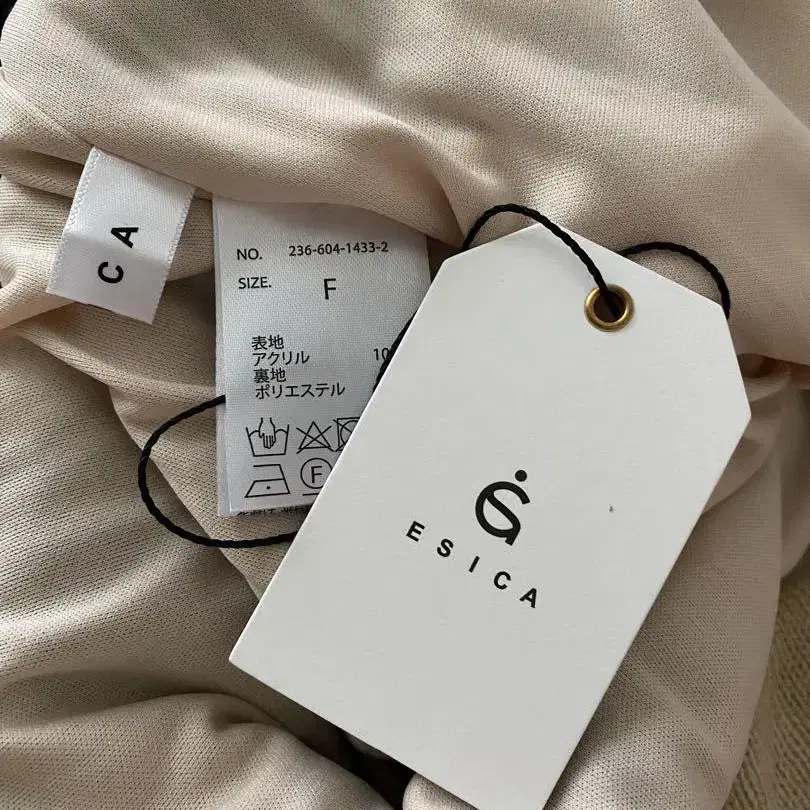 CA
NO. 236-604-1433-2
SIZE. F
表地
アクリル 10
裏地
ポリエステル
F
ESICA